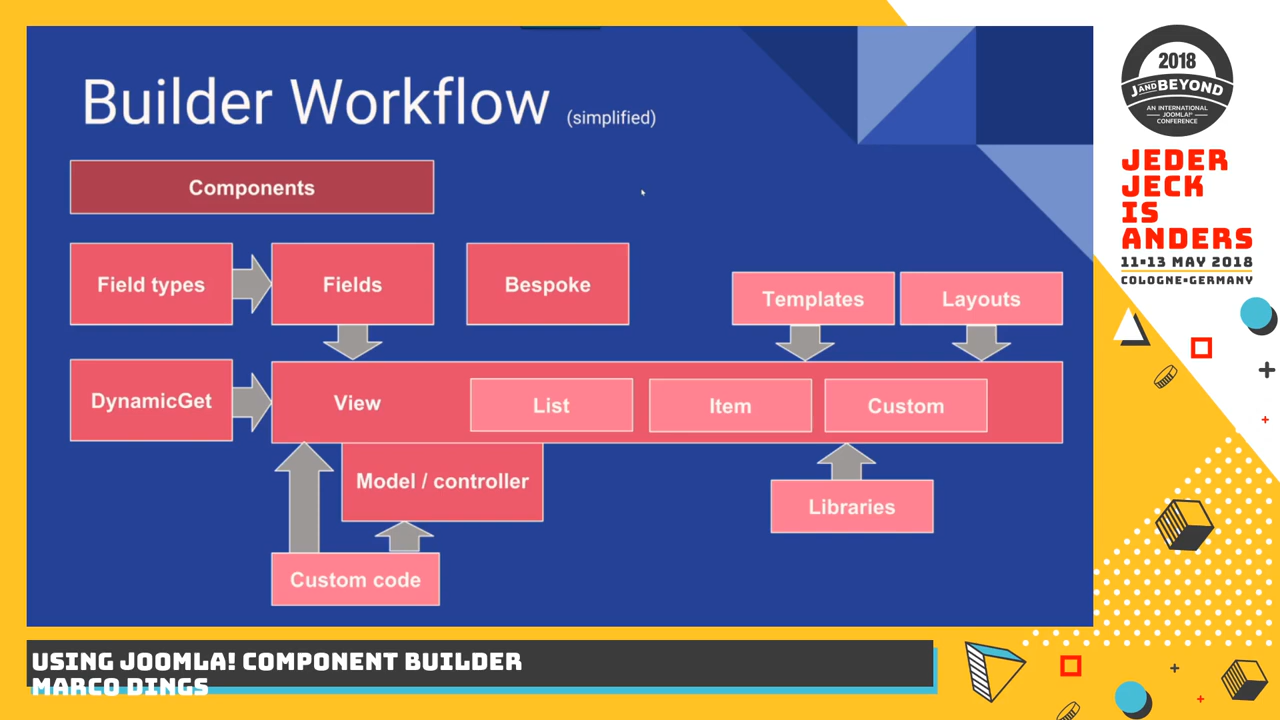 Builder Workflow (simplified)
Components
Field types
Fields
Bespoke
Templates
Layouts
DynamicGet
View
List
Item
Custom
Model / controller
Libraries
Custom code
2018
JANDBEYOND
AN INTERNATIONAL
JOOMLA!® CONFERENCE
JEDER
JECK
IS
ANDERS
11▪13 MAY 2018
COLOGNE▪GERMANY
USING JOOMLA! COMPONENT BUILDER
MARCO DINGS